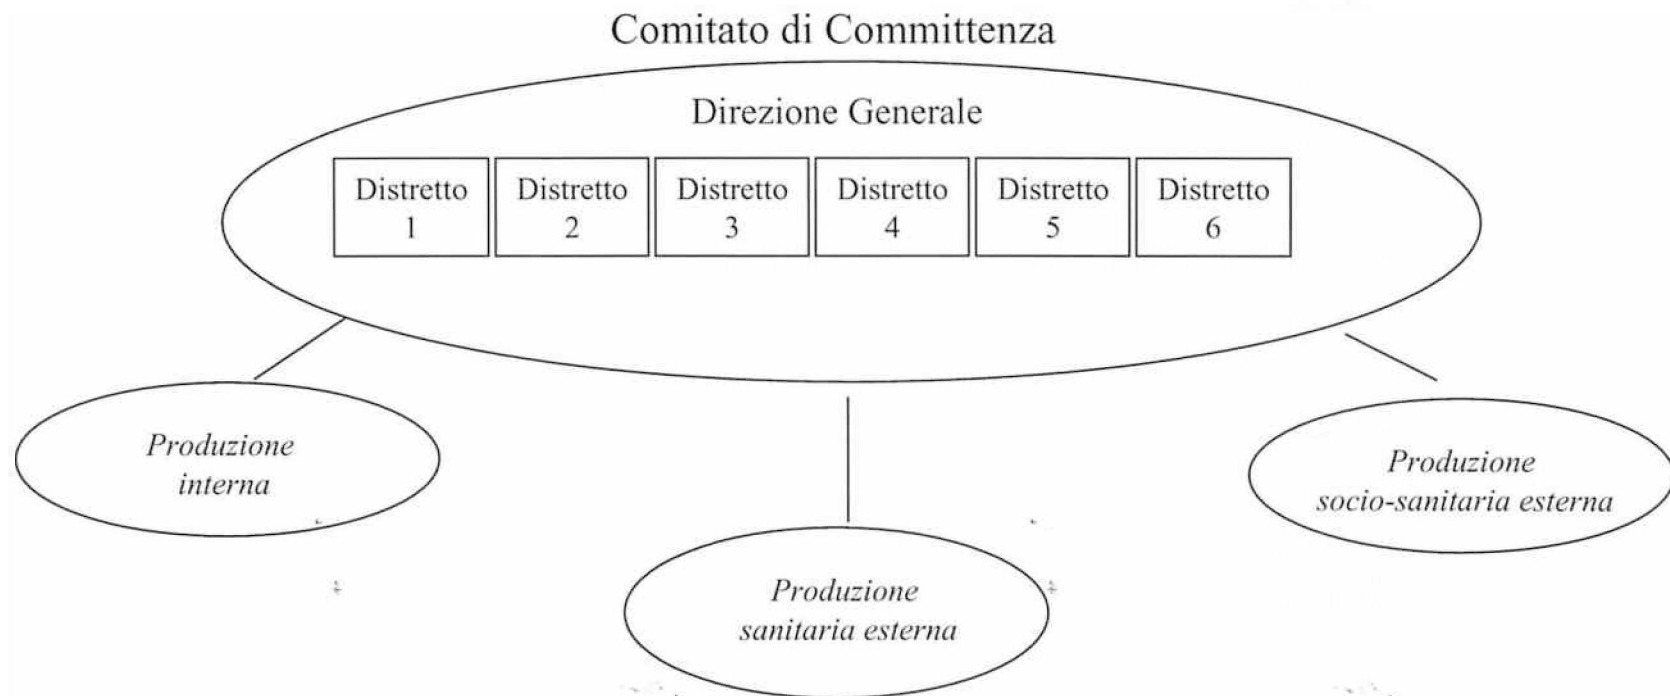 Comitato di Committenza
Direzione Generale
Distretto
1
Distretto
2
Distretto
3
Distretto
4
Distretto
5
Distretto
6
Produzione
interna
Produzione
socio-sanitaria esterna
Produzione
sanitaria esterna